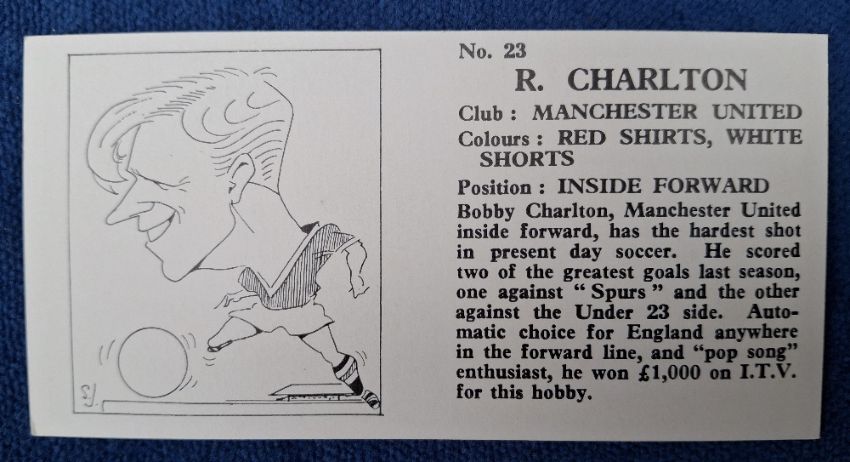 No. 23
R. CHARLTON
Club : MANCHESTER UNITED
Colours : RED SHIRTS, WHITE
SHORTS
Position : INSIDE FORWARD
Bobby Charlton, Manchester United
inside forward, has the hardest shot
in present day soccer. He scored
two of the greatest goals last season,
one against “ Spurs ” and the other
against the Under 23 side. Auto-
matic choice for England anywhere
in the forward line, and “pop song”
enthusiast, he won £1,000 on I.T.V.
for this hobby.